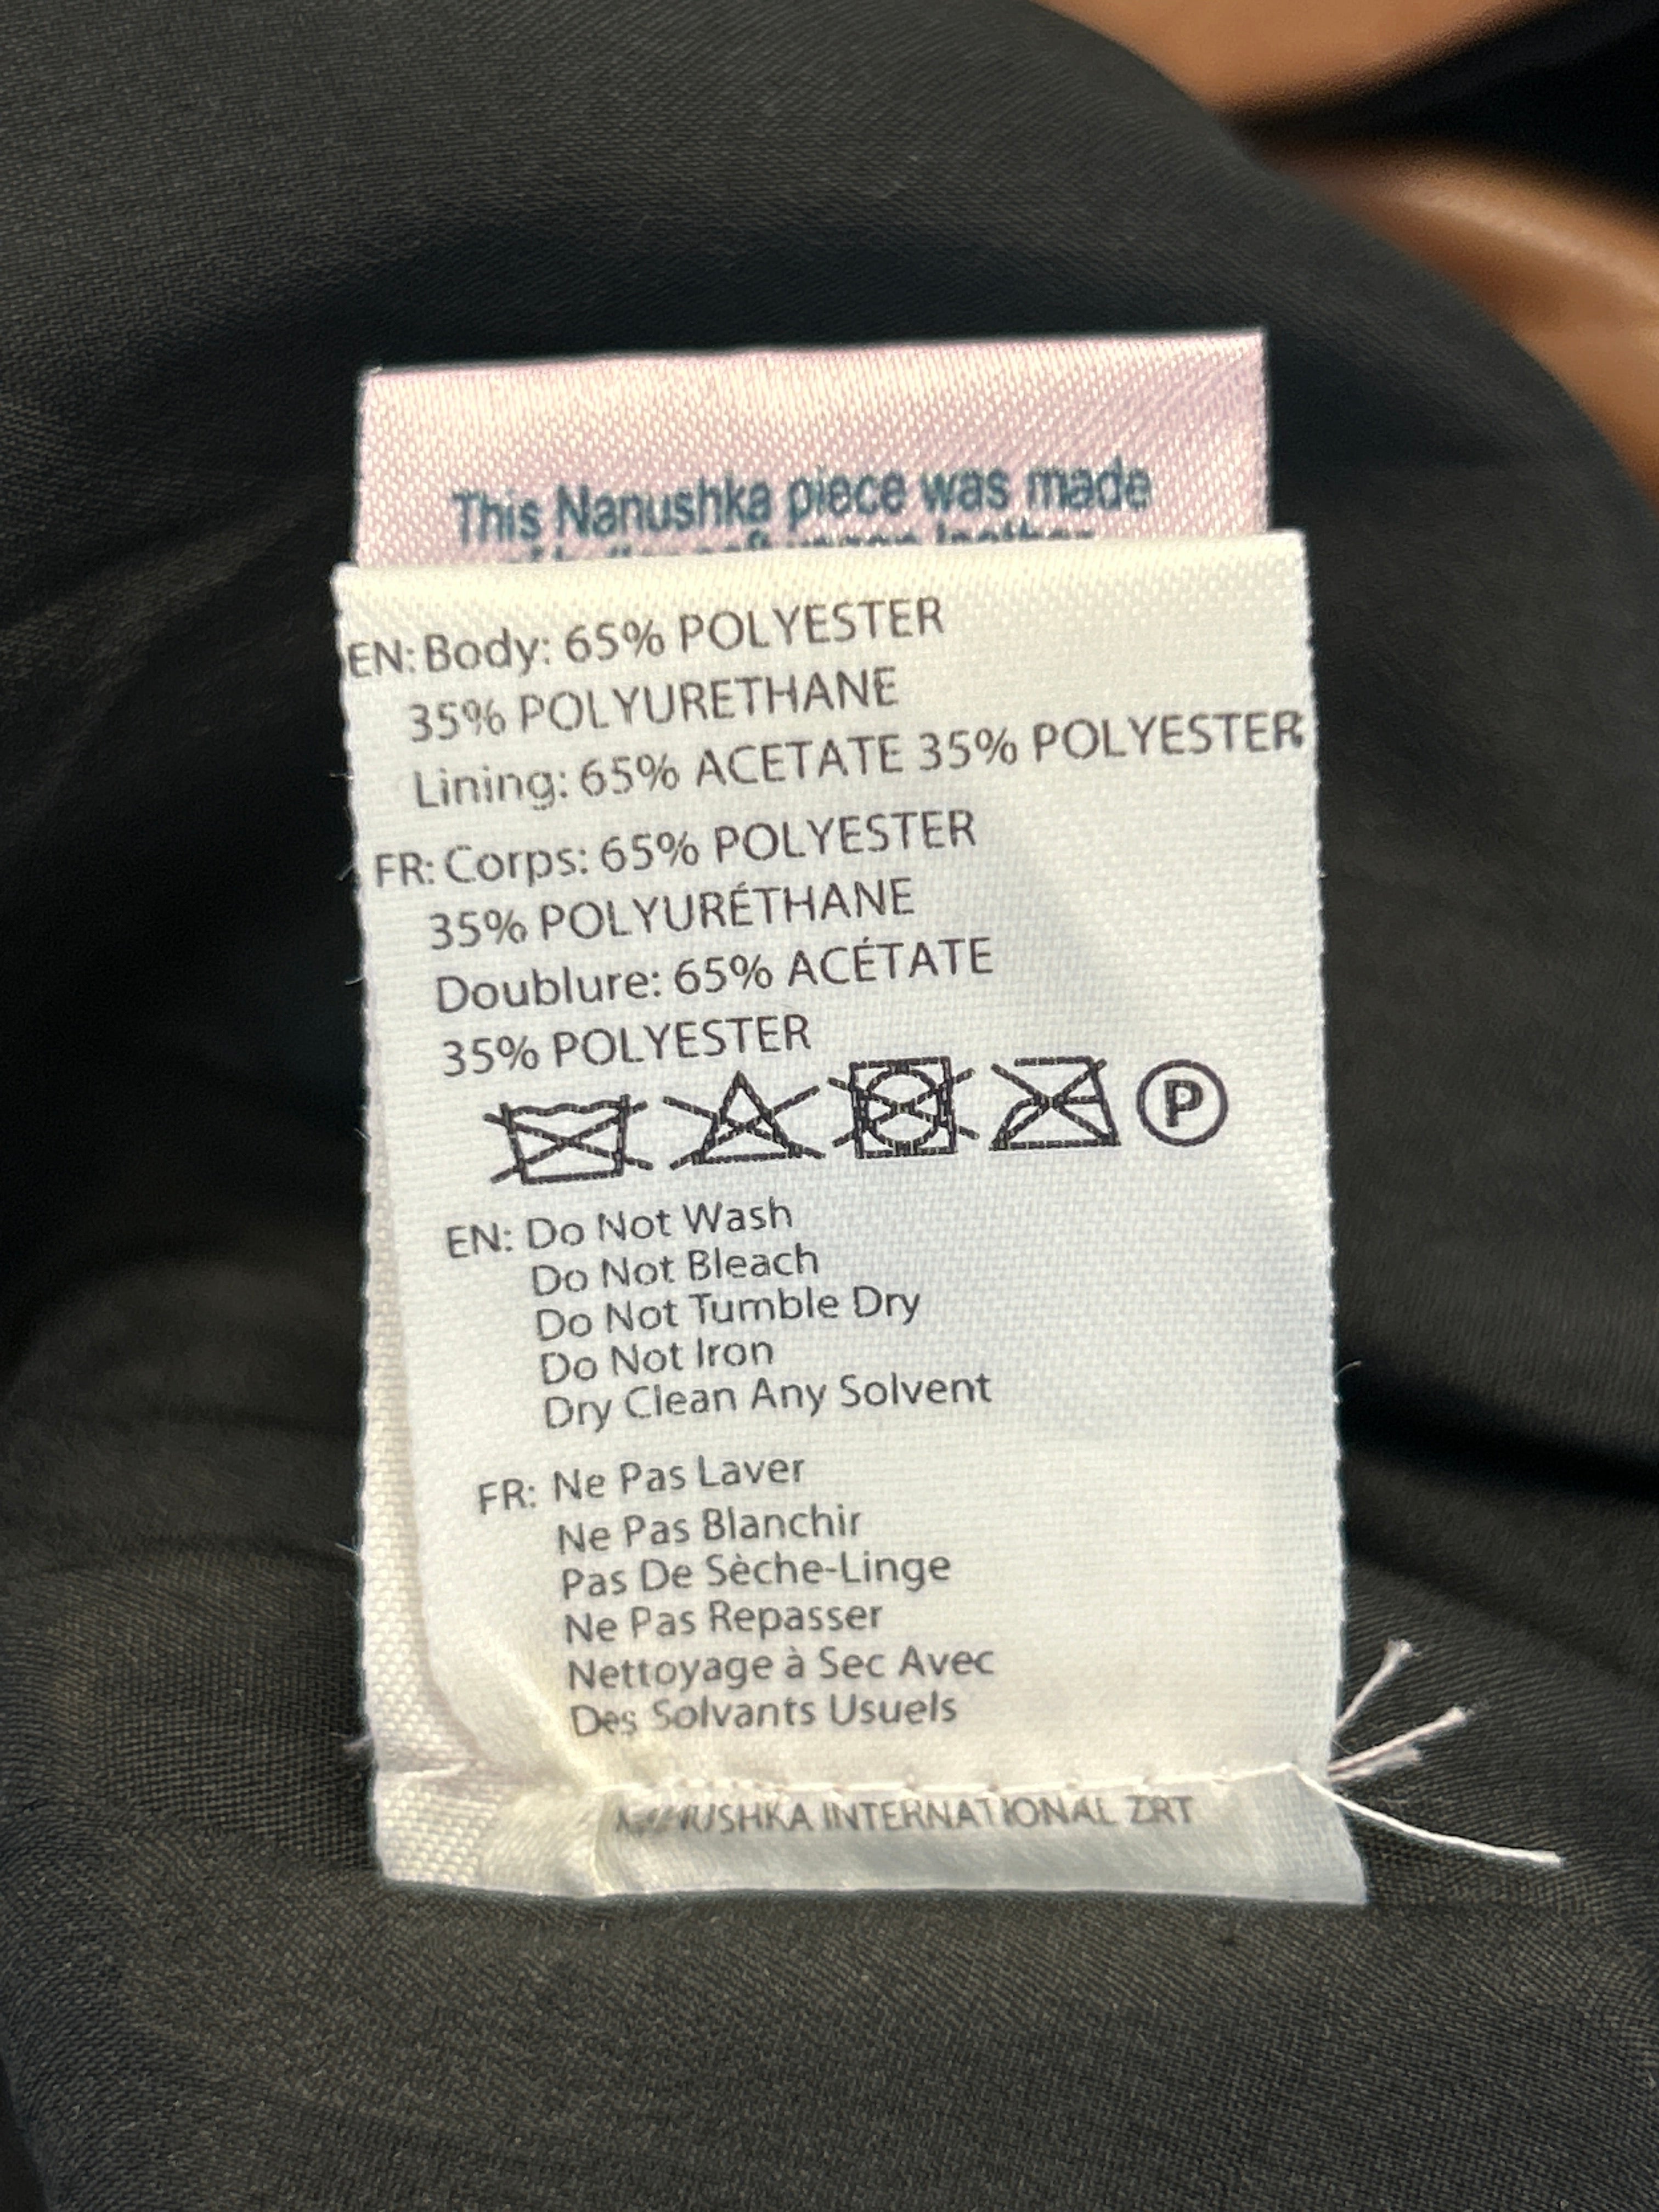 This Nanushka piece was made
vegan leather
EN: Body: 65% POLYESTER
35% POLYURETHANE
Lining: 65% ACETATE 35% POLYESTER
FR: Corps: 65% POLYESTER
35% POLYURÉTHANE
Doublure: 65% ACÉTATE
35% POLYESTER
P
EN: Do Not Wash
Do Not Bleach
Do Not Tumble Dry
Do Not Iron
Dry Clean Any Solvent
FR: Ne Pas Laver
Ne Pas Blanchir
Pas De Sèche-Linge
Ne Pas Repasser
Nettoyage à Sec Avec
Des Solvants Usuels
NANUSHKA INTERNATIONAL ZRT